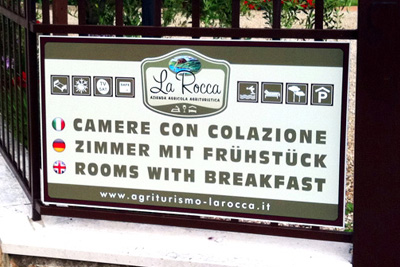 La Rocca
AZIENDA AGRICOLA AGRITURISTICA
CAMERE CON COLAZIONE
ZIMMER MIT FRÜHSTÜCK
ROOMS WITH BREAKFAST
www.agriturismo-larocca.it